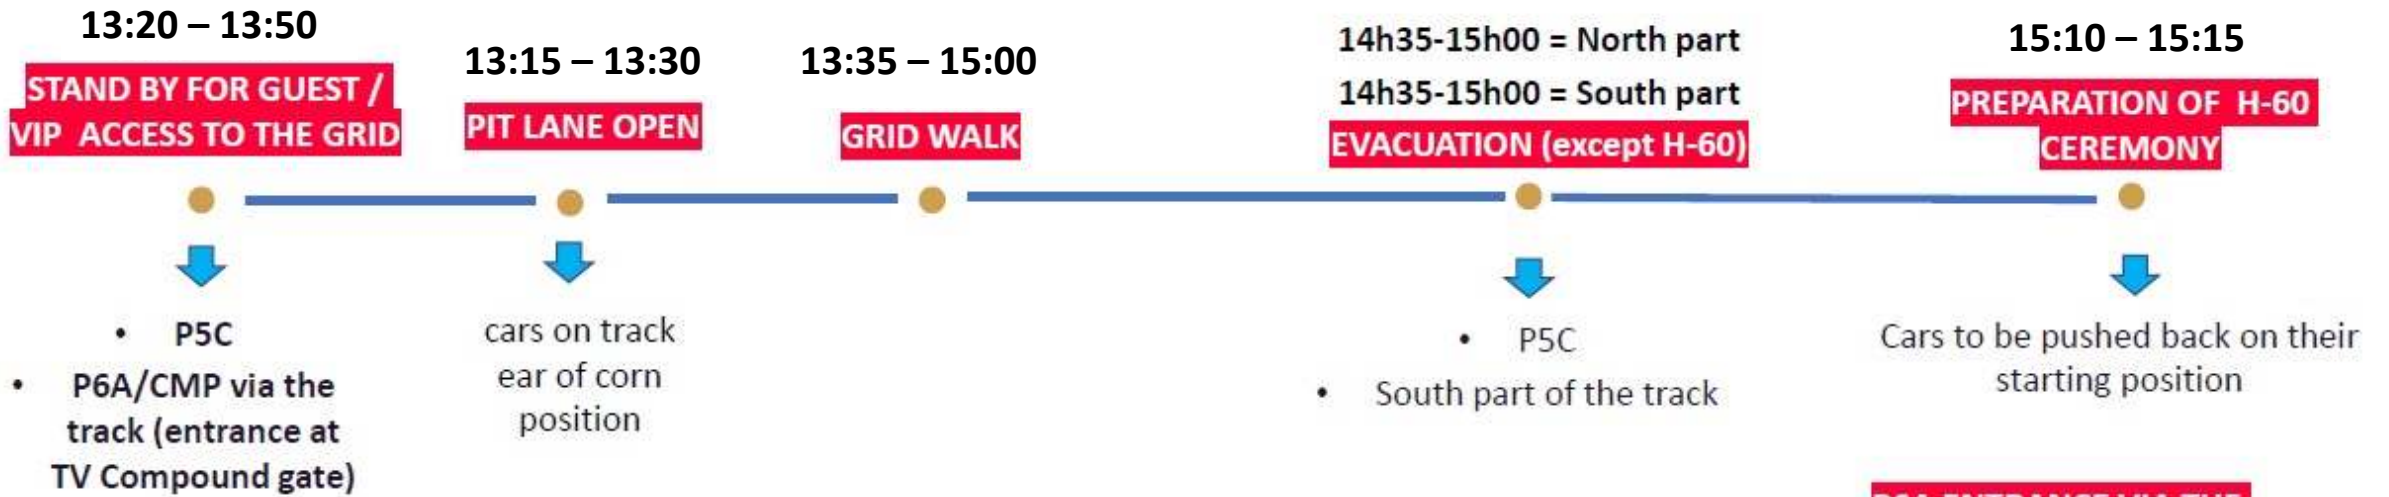 13:20 – 13:50
STAND BY FOR GUEST /
VIP ACCESS TO THE GRID
• P5C
• P6A/CMP via the
track (entrance at
TV Compound gate)
13:15 – 13:30
PIT LANE OPEN
cars on track
ear of corn
position
13:35 – 15:00
GRID WALK
14h35-15h00 = North part
14h35-15h00 = South part
EVACUATION (except H-60)
• P5C
• South part of the track
15:10 – 15:15
PREPARATION OF H-60
CEREMONY
Cars to be pushed back on their
starting position